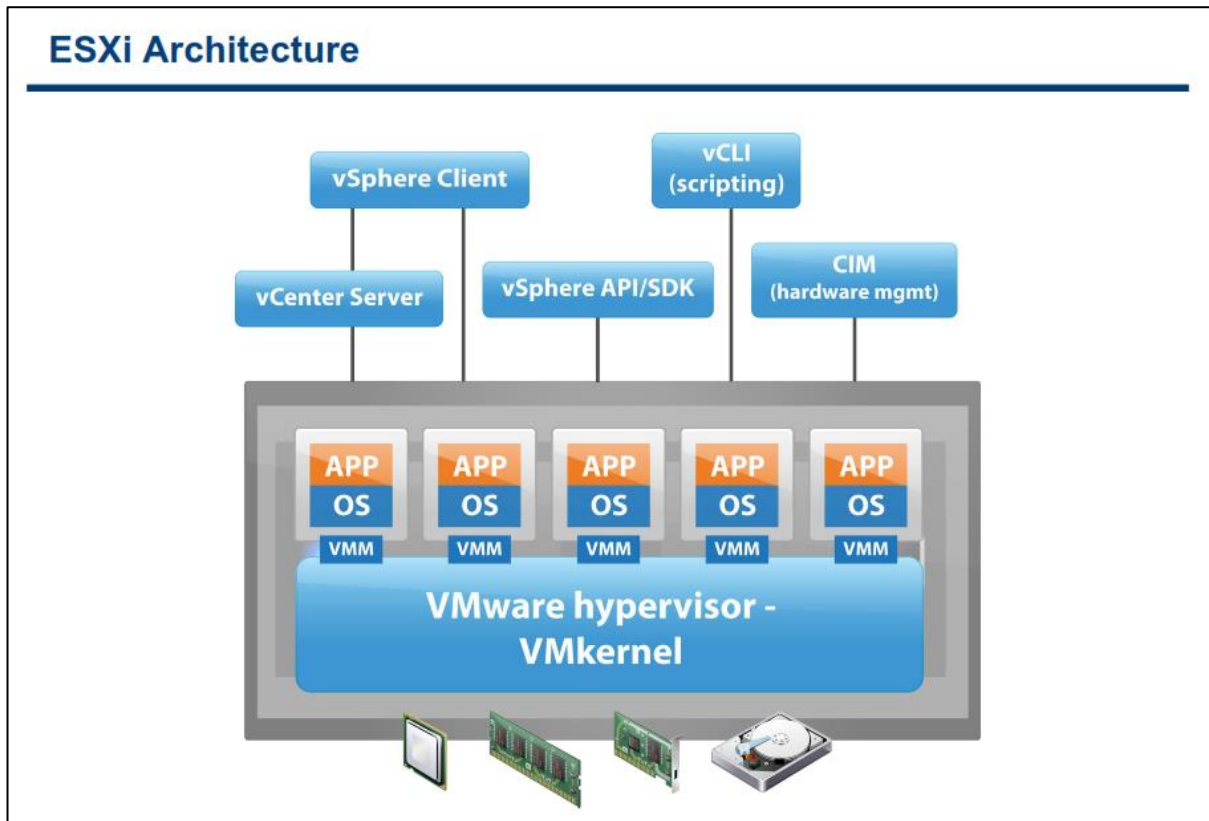 ESXi Architecture
vSphere Client
vCLI
(scripting)
vCenter Server
vSphere API/SDK
CIM
(hardware mgmt)
APP
OS
VMM
APP
OS
VMM
APP
OS
VMM
APP
OS
VMM
APP
OS
VMM
VMware hypervisor -
VMkernel